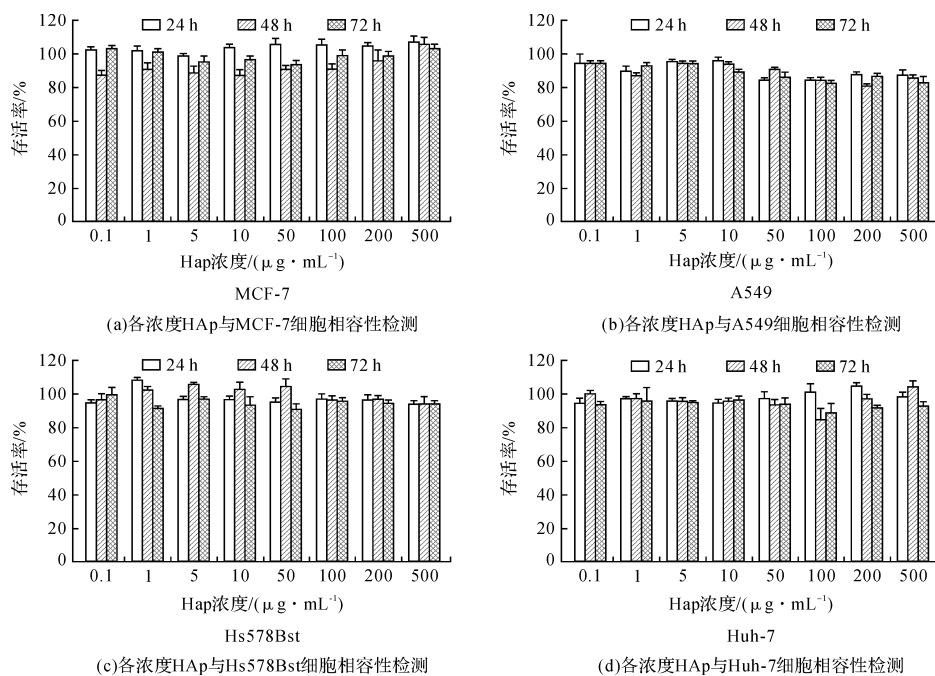 120
100
80
60
40
20
0
存活率/%
24 h 48 h 72 h
0.1 1 5 10 50 100 200 500
Hap浓度/(μg·mL⁻¹)
MCF-7
(a)各浓度HAp与MCF-7细胞相容性检测
120
100
80
60
40
20
0
存活率/%
24 h 48 h 72 h
0.1 1 5 10 50 100 200 500
Hap浓度/(μg·mL⁻¹)
A549
(b)各浓度HAp与A549细胞相容性检测
120
100
80
60
40
20
0
存活率/%
24 h 48 h 72 h
0.1 1 5 10 50 100 200 500
Hap浓度/(μg·mL⁻¹)
Hs578Bst
(c)各浓度HAp与Hs578Bst细胞相容性检测
120
100
80
60
40
20
0
存活率/%
24 h 48 h 72 h
0.1 1 5 10 50 100 200 500
Hap浓度/(μg·mL⁻¹)
Huh-7
(d)各浓度HAp与Huh-7细胞相容性检测